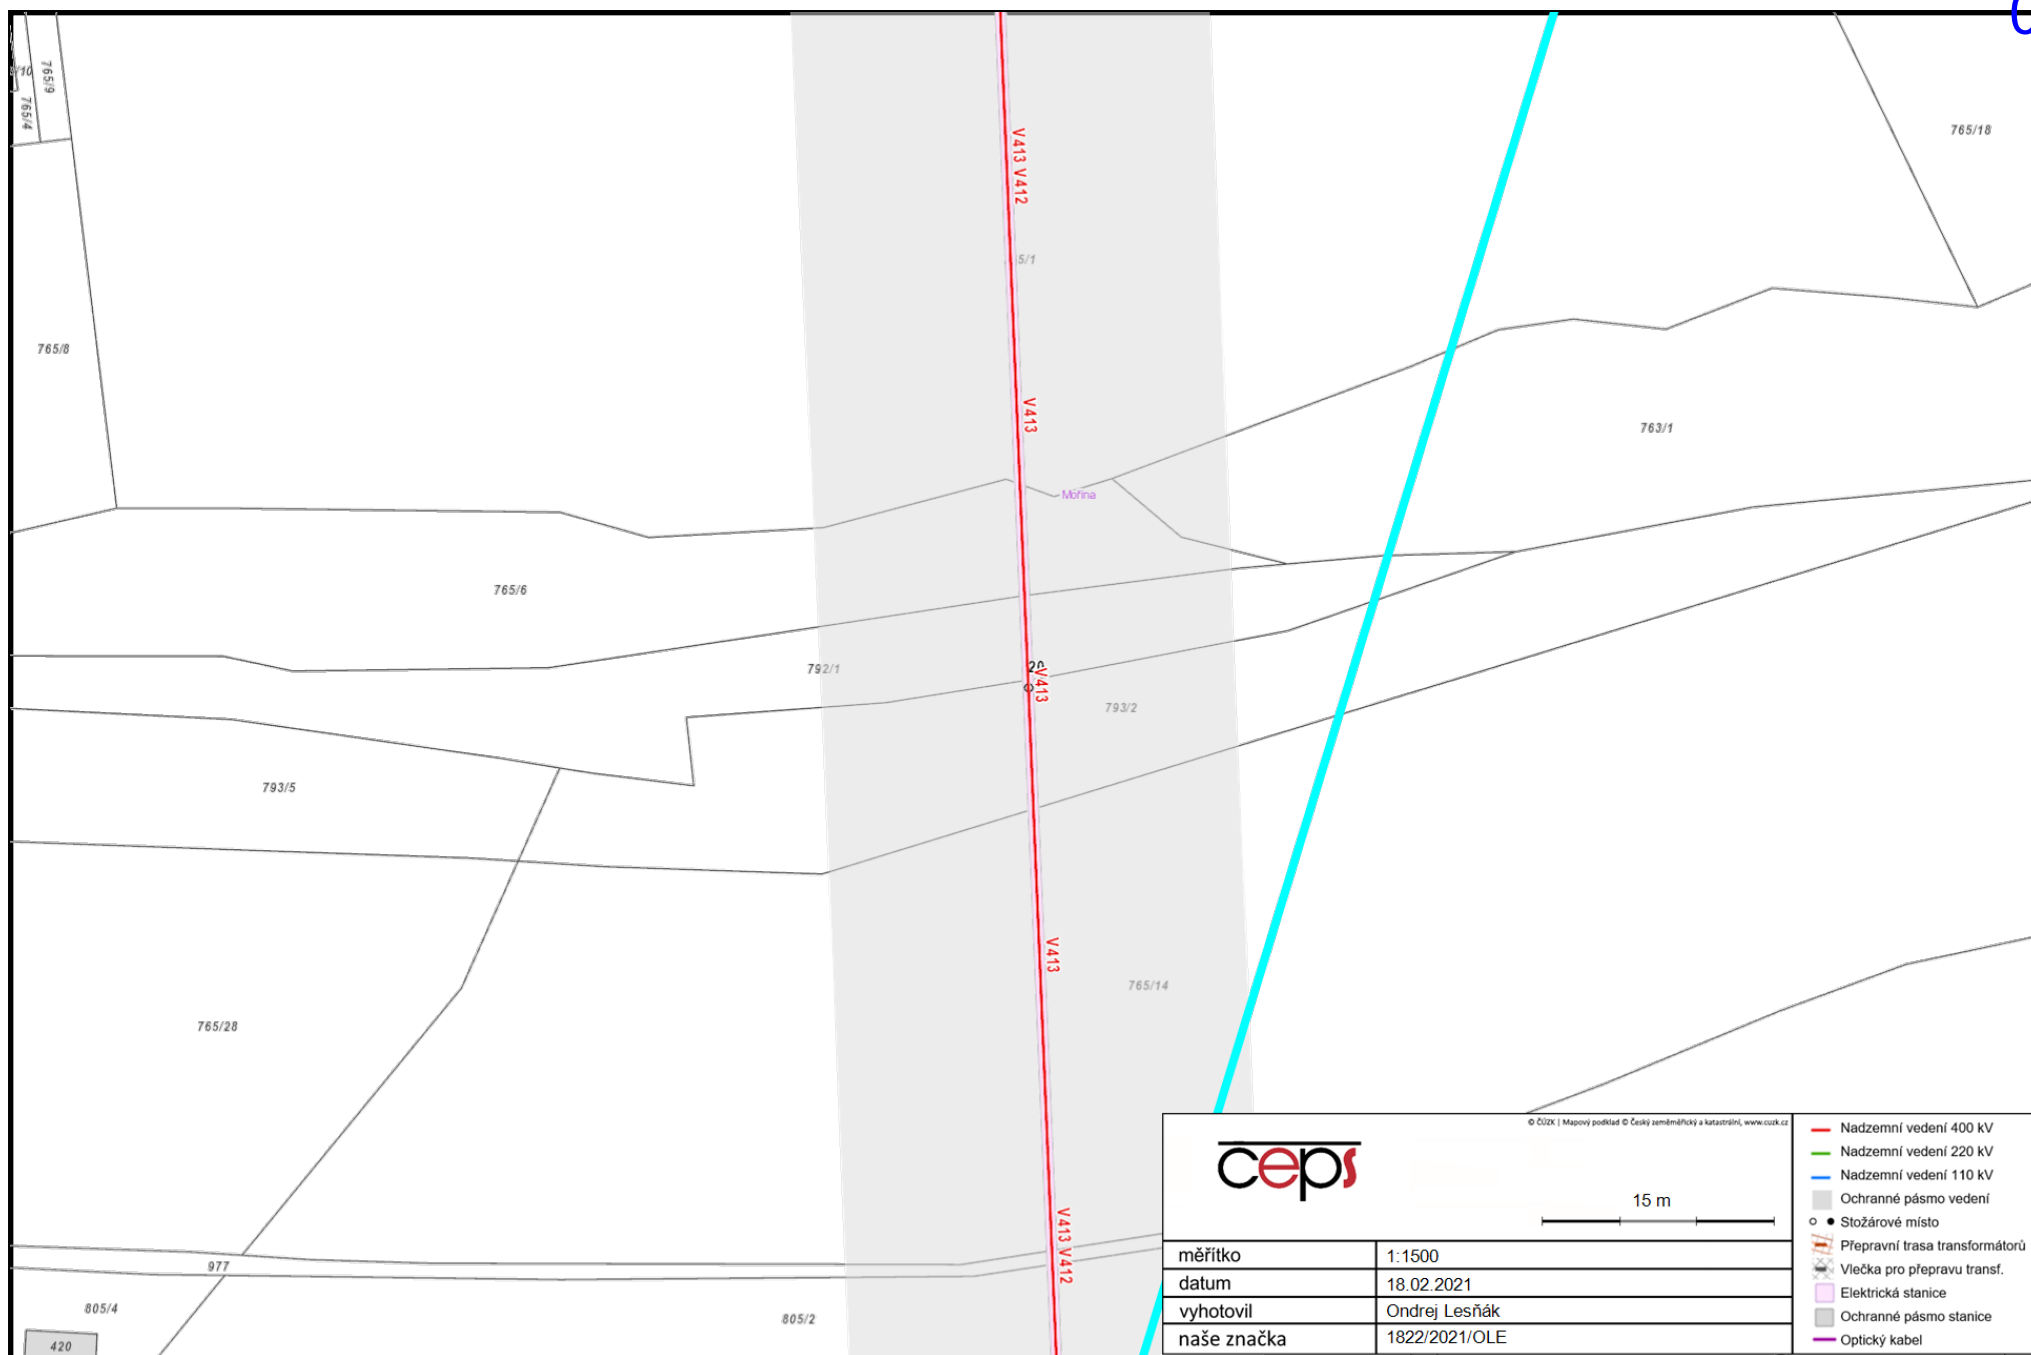 765/9
765/4
765/18
V413 V412
5/1
765/8
V413
763/1
Mořina
765/6
792/1
V413
793/2
793/5
V413
765/14
765/28
V413 V412
977
805/4
805/2
420
© ČÚZK | Mapový podklad © Český zeměměřický a katastrální, www.cuzk.cz
ceps
15 m
měřítko 1:1500
datum 18.02.2021
vyhotovil Ondrej Lesňák
naše značka 1822/2021/OLE
Nadzemní vedení 400 kV
Nadzemní vedení 220 kV
Nadzemní vedení 110 kV
Ochranné pásmo vedení
Stožárové místo
Přepravní trasa transformátorů
Vlečka pro přepravu transf.
Elektrická stanice
Ochranné pásmo stanice
Optický kabel